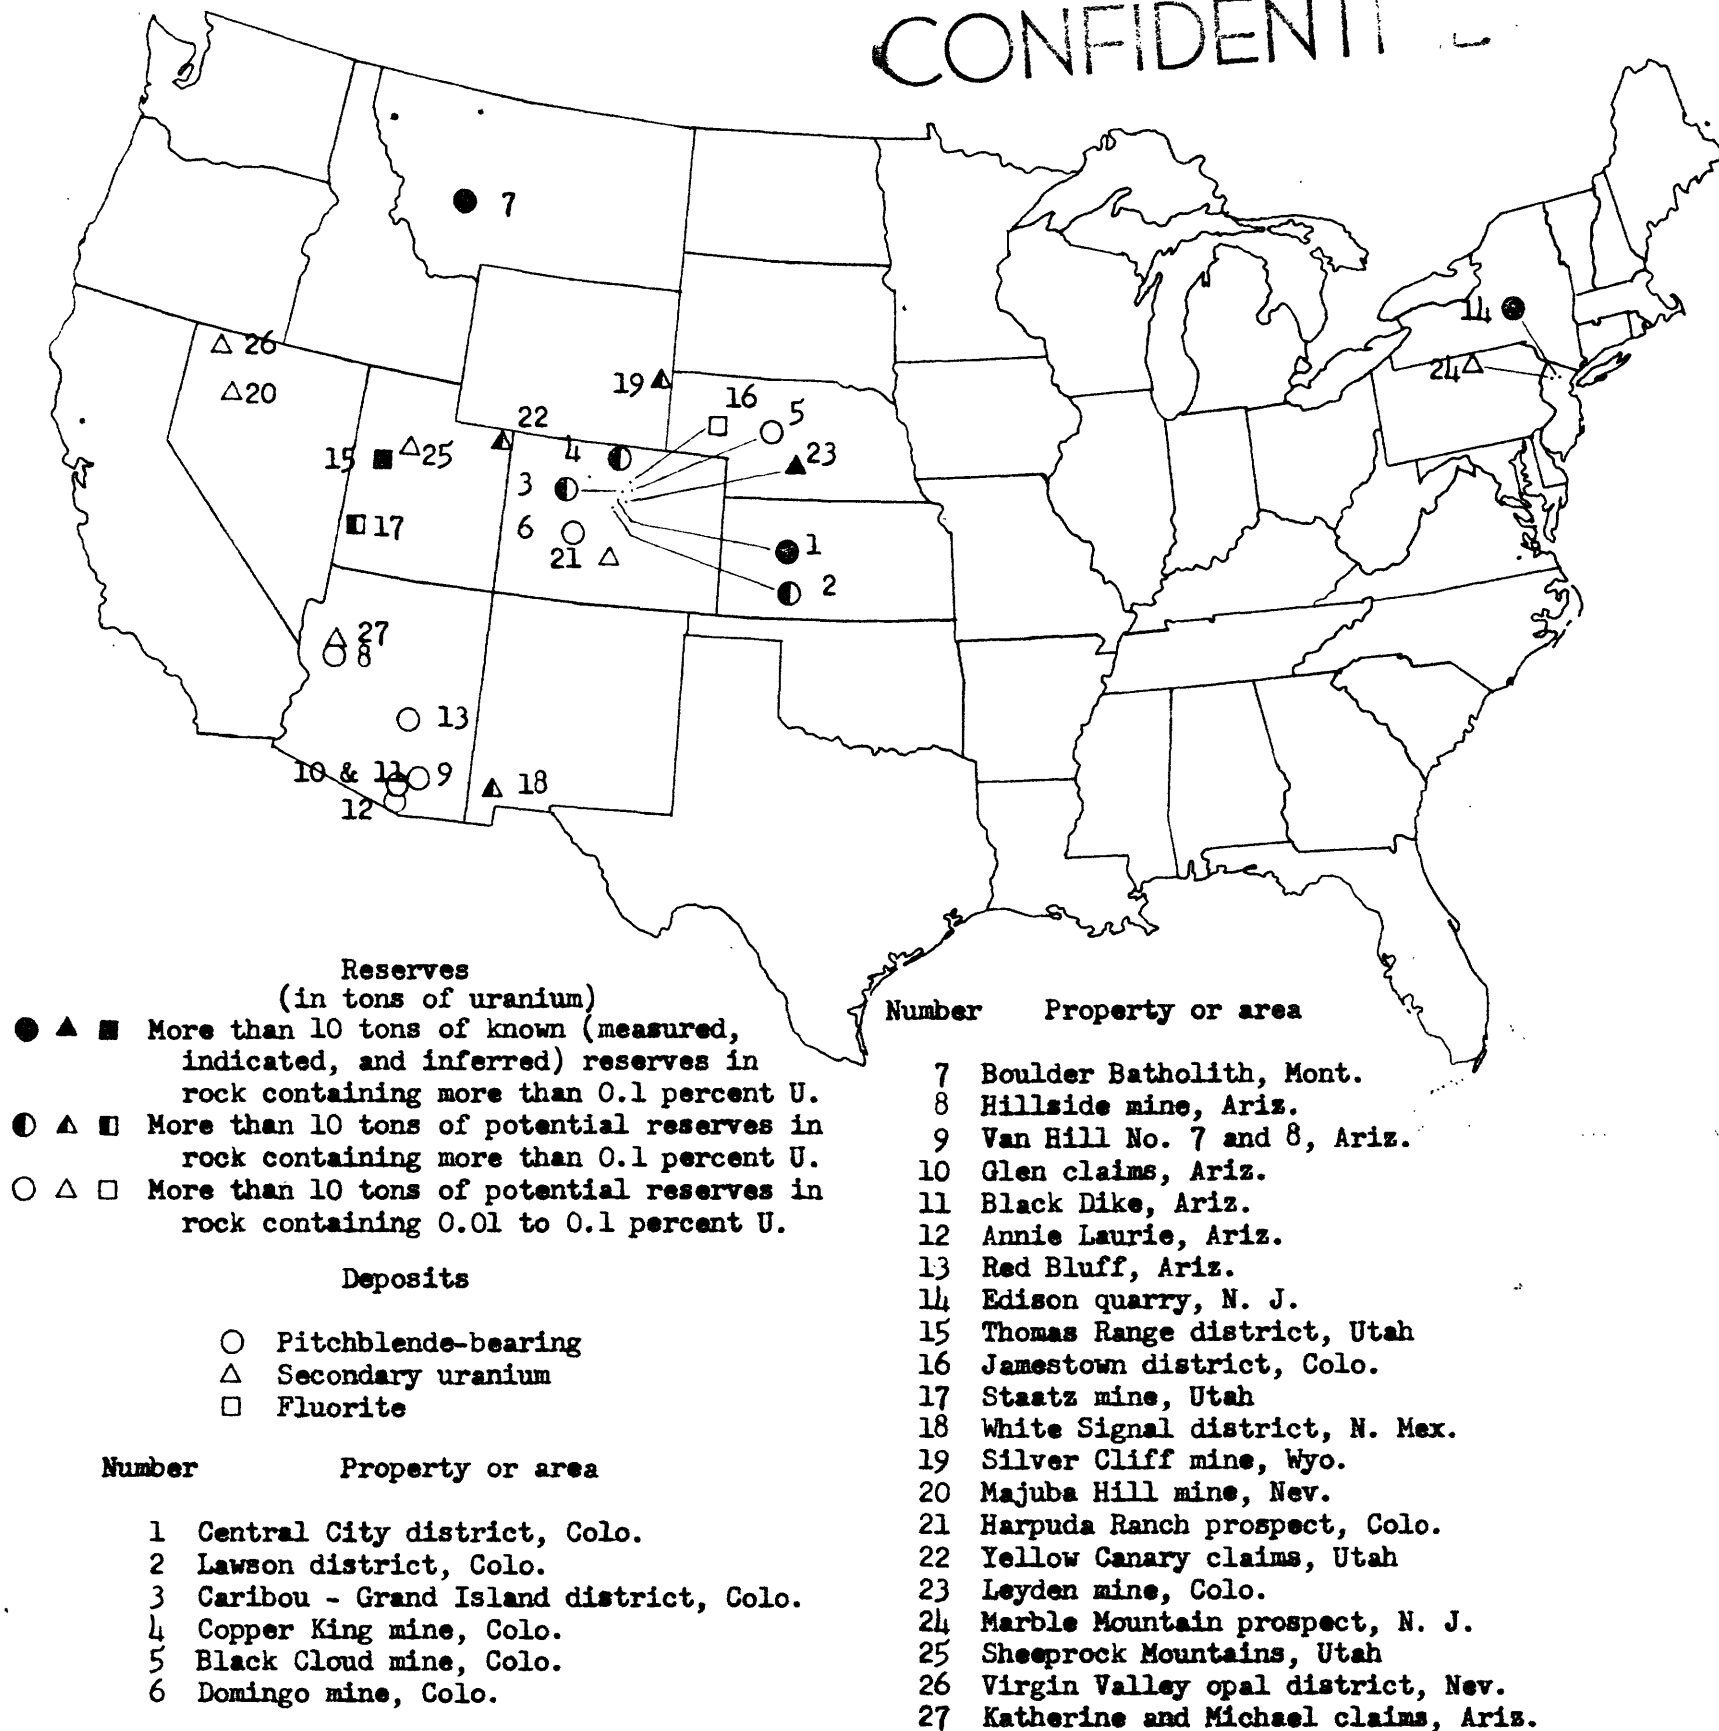 CONFIDENTI
7
14
26
24
20
19
16
5
22
4
23
15
25
3
17
6
21
1
2
27
8
13
10 & 11
9
18
12
Reserves
(in tons of uranium)
More than 10 tons of known (measured,
indicated, and inferred) reserves in
rock containing more than 0.1 percent U.
More than 10 tons of potential reserves in
rock containing more than 0.1 percent U.
More than 10 tons of potential reserves in
rock containing 0.01 to 0.1 percent U.
Deposits
Pitchblende-bearing
Secondary uranium
Fluorite
Number Property or area
1 Central City district, Colo.
2 Lawson district, Colo.
3 Caribou - Grand Island district, Colo.
4 Copper King mine, Colo.
5 Black Cloud mine, Colo.
6 Domingo mine, Colo.
Number Property or area
7 Boulder Batholith, Mont.
8 Hillside mine, Ariz.
9 Van Hill No. 7 and 8, Ariz.
10 Glen claims, Ariz.
11 Black Dike, Ariz.
12 Annie Laurie, Ariz.
13 Red Bluff, Ariz.
14 Edison quarry, N. J.
15 Thomas Range district, Utah
16 Jamestown district, Colo.
17 Staatz mine, Utah
18 White Signal district, N. Mex.
19 Silver Cliff mine, Wyo.
20 Majuba Hill mine, Nev.
21 Harpuda Ranch prospect, Colo.
22 Yellow Canary claims, Utah
23 Leyden mine, Colo.
24 Marble Mountain prospect, N. J.
25 Sheeprock Mountains, Utah
26 Virgin Valley opal district, Nev.
27 Katherine and Michael claims, Ariz.